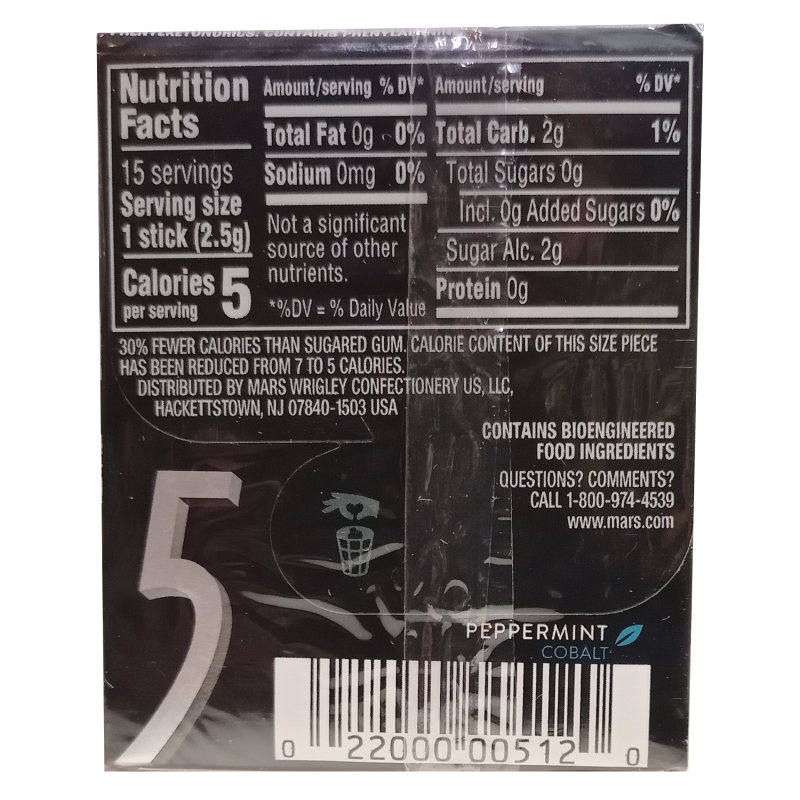 PHENYLKETONURICS: CONTAINS PHENYLALANINE
Nutrition
Facts
15 servings
Serving size
1 stick (2.5g)
Calories 5
per serving
Amount/serving % DV*
Total Fat 0g 0%
Sodium 0mg 0%
Not a significant
source of other
nutrients.
*%DV = % Daily Value
Amount/serving % DV*
Total Carb. 2g 1%
Total Sugars 0g
Incl. 0g Added Sugars 0%
Sugar Alc. 2g
Protein 0g
30% FEWER CALORIES THAN SUGARED GUM. CALORIE CONTENT OF THIS SIZE PIECE
HAS BEEN REDUCED FROM 7 TO 5 CALORIES.
DISTRIBUTED BY MARS WRIGLEY CONFECTIONERY US, LLC,
HACKETTSTOWN, NJ 07840-1503 USA
CONTAINS BIOENGINEERED
FOOD INGREDIENTS
QUESTIONS? COMMENTS?
CALL 1-800-974-4539
www.mars.com
5
PEPPERMINT
COBALT
0 22000 00512 0